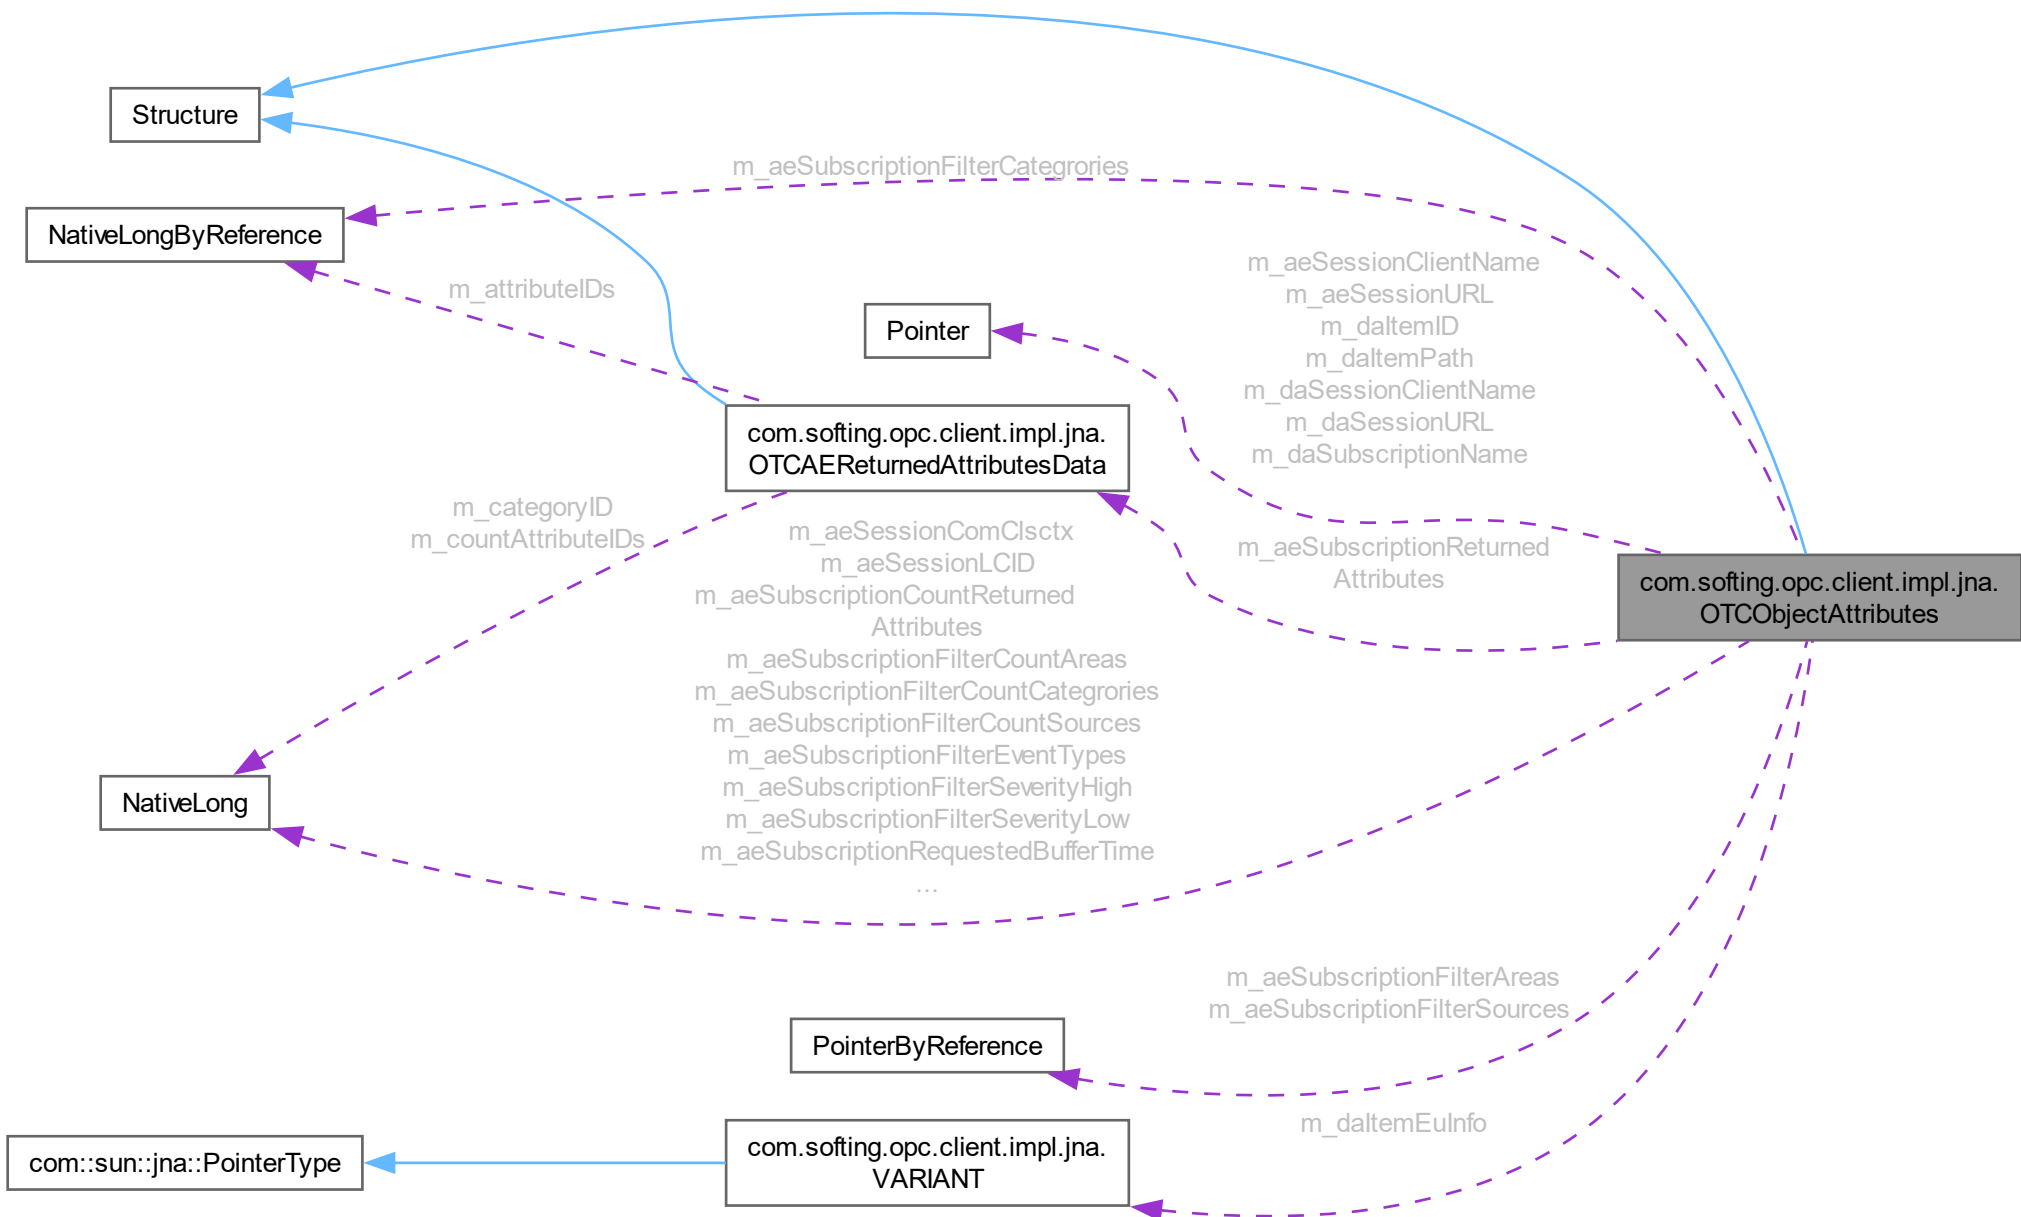 Structure
m_aeSubscriptionFilterCategrories
NativeLongByReference
m_attributeIDs
m_aeSessionClientName
m_aeSessionURL
m_daItemID
m_daItemPath
m_daSessionClientName
m_daSessionURL
m_daSubscriptionName
Pointer
com.softing.opc.client.impl.jna.
OTCAEReturnedAttributesData
m_categoryID
m_countAttributeIDs
m_aeSessionComClsctx
m_aeSessionLCID
m_aeSubscriptionCountReturned
Attributes
m_aeSubscriptionFilterCountAreas
m_aeSubscriptionFilterCountCategrories
m_aeSubscriptionFilterCountSources
m_aeSubscriptionFilterEventTypes
m_aeSubscriptionFilterSeverityHigh
m_aeSubscriptionFilterSeverityLow
m_aeSubscriptionRequestedBufferTime
...
m_aeSubscriptionReturned
Attributes
com.softing.opc.client.impl.jna.
OTCObjectAttributes
NativeLong
m_aeSubscriptionFilterAreas
m_aeSubscriptionFilterSources
PointerByReference
m_daItemEuInfo
com::sun::jna::PointerType
com.softing.opc.client.impl.jna.
VARIANT